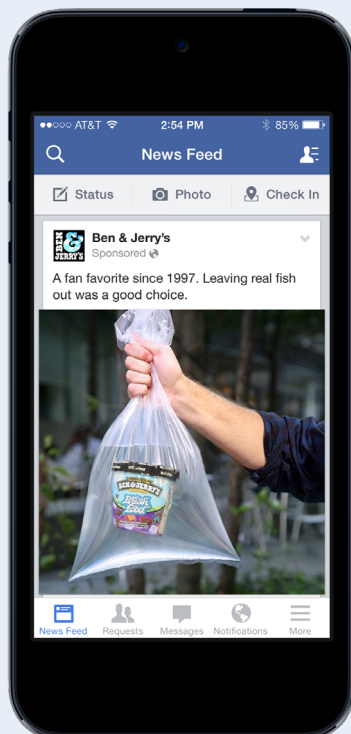 ●●○○○ AT&T 2:54 PM 85%
News Feed
Status Photo Check In
BEN & JERRY'S
Ben & Jerry's
Sponsored
A fan favorite since 1997. Leaving real fish
out was a good choice.
BEN & JERRY'S
Phish
Food
News Feed Requests Messages Notifications More